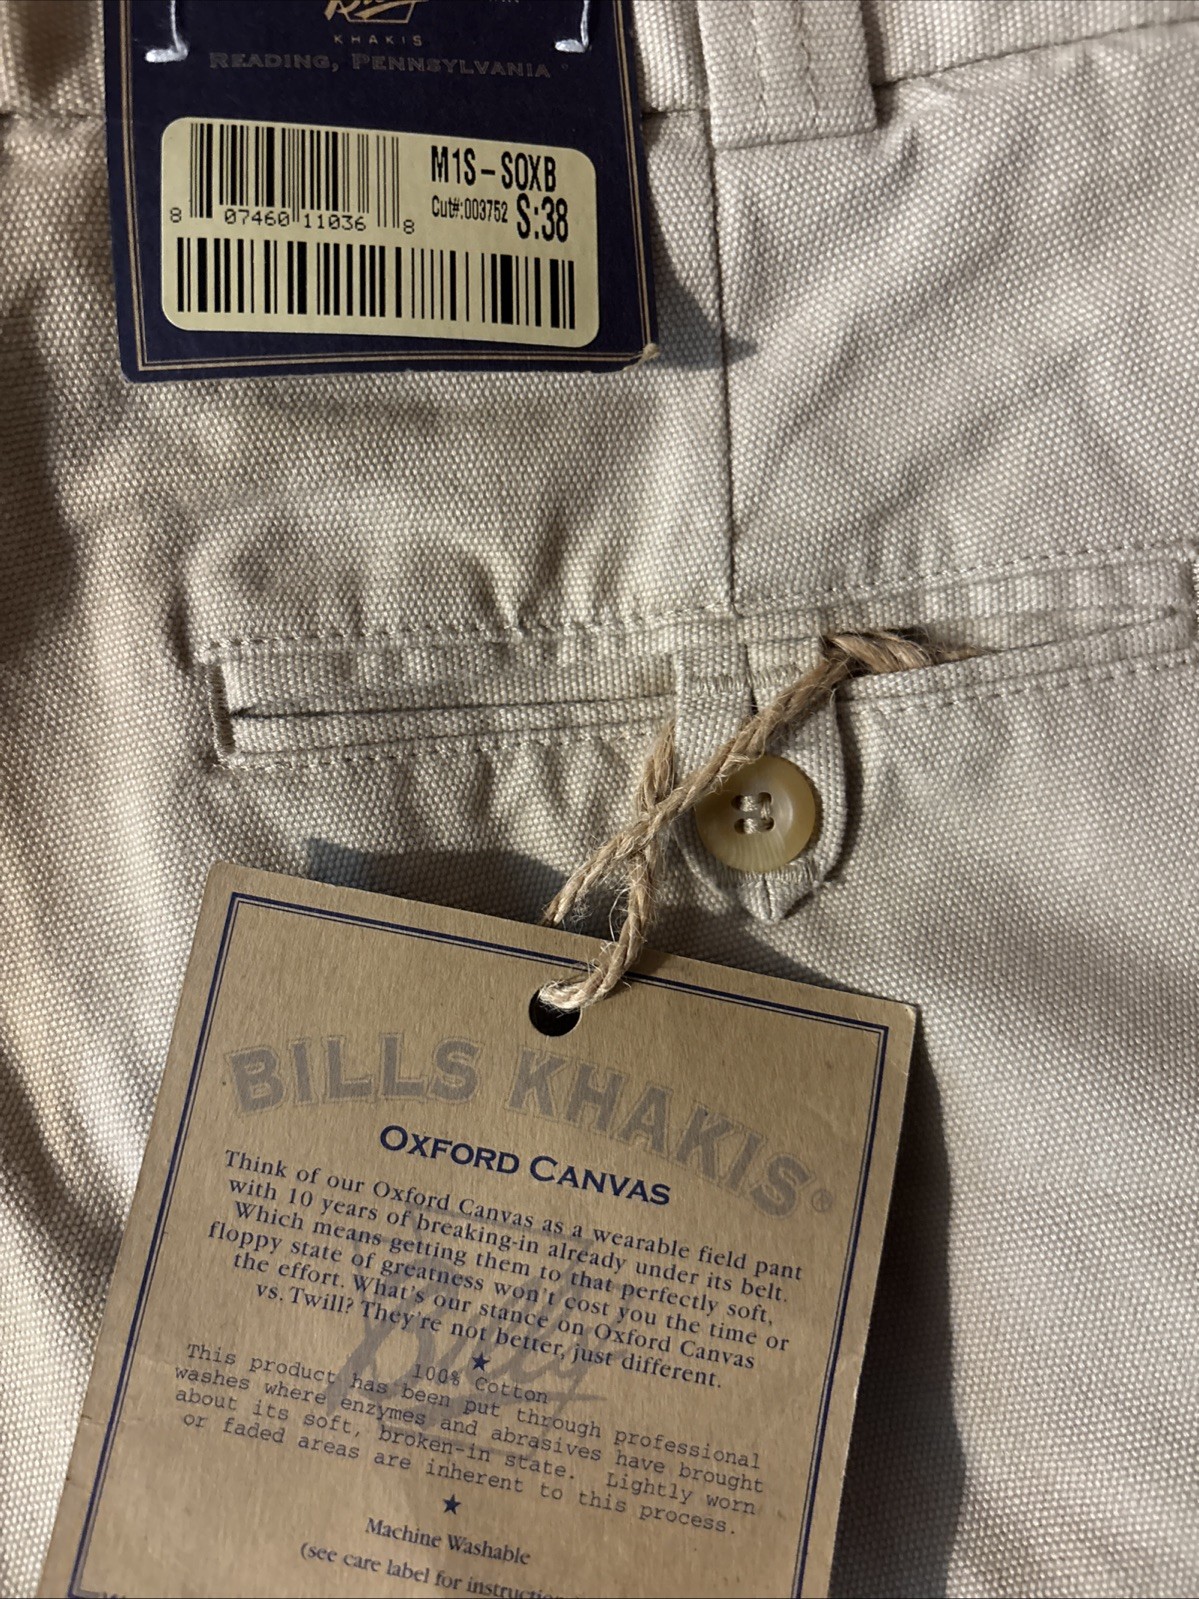 KHAKIS
READING, PENNSYLVANIA
M1S-SOXB
Cut#:003752 S:38
8 07460 11036 8
BILLS KHAKIS®
OXFORD CANVAS
Think of our Oxford Canvas as a wearable field pant
with 10 years of breaking-in already under its belt.
Which means getting them to that perfectly soft,
floppy state of greatness won't cost you the time or
the effort. What's our stance on Oxford Canvas
vs. Twill? They're not better, just different.
100% Cotton
This product has been put through professional
washes where enzymes and abrasives have brought
about its soft, broken-in state. Lightly worn
or faded areas are inherent to this process.
Machine Washable
(see care label for